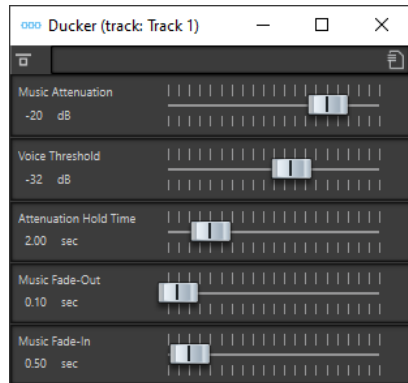 Ducker (track: Track 1)
Music Attenuation
-20 dB
Voice Threshold
-32 dB
Attenuation Hold Time
2.00 sec
Music Fade-Out
0.10 sec
Music Fade-In
0.50 sec